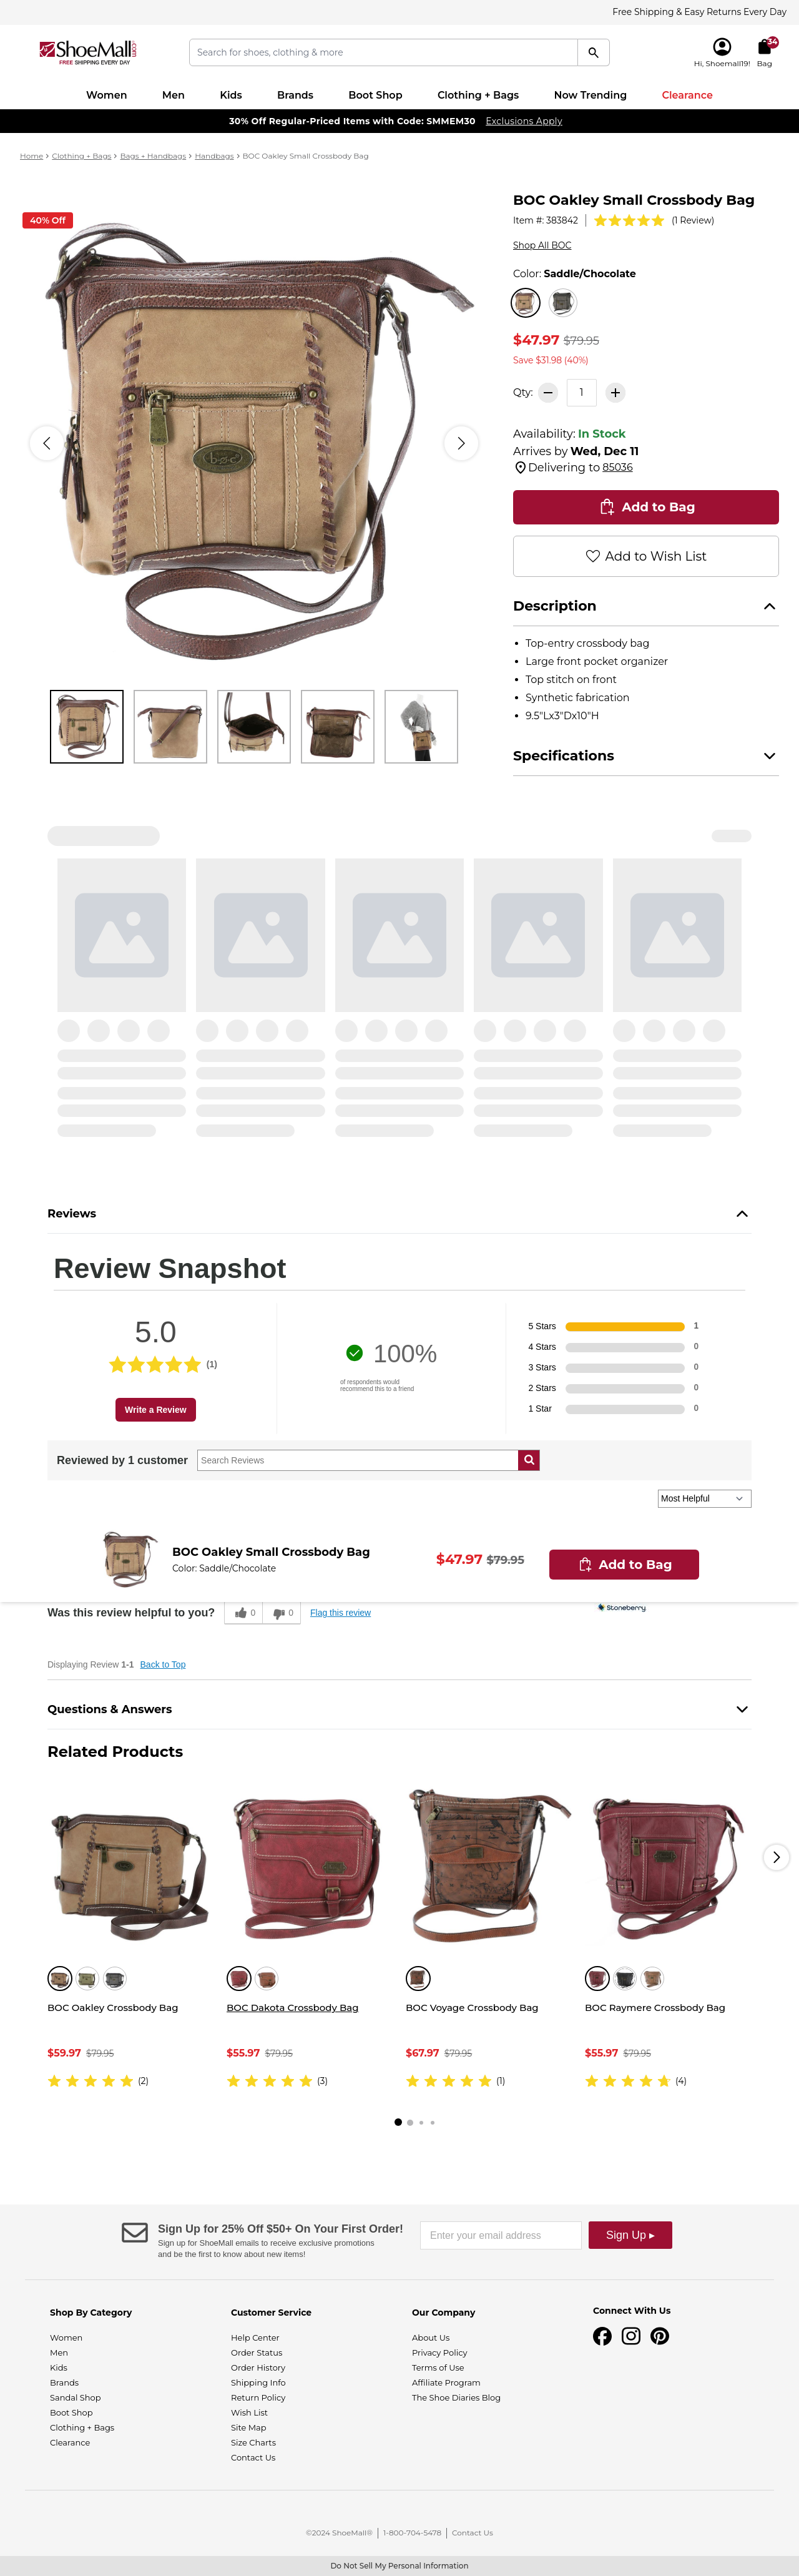 Free Shipping & Easy Returns Every Day
ShoeMall.com
FREE SHIPPING EVERY DAY
Search for shoes, clothing & more
34
Hi, Shoemall19! Bag
Women Men Kids Brands Boot Shop Clothing + Bags Now Trending Clearance
30% Off Regular-Priced Items with Code: SMMEM30 Exclusions Apply
Home > Clothing + Bags > Bags + Handbags > Handbags > BOC Oakley Small Crossbody Bag
40% Off
b·o·c
BOC Oakley Small Crossbody Bag
Item #: 383842 (1 Review)
Shop All BOC
Color: Saddle/Chocolate
$47.97 $79.95
Save $31.98 (40%)
Qty: 1
Availability: In Stock
Arrives by Wed, Dec 11
Delivering to 85036
Add to Bag
Add to Wish List
Description
• Top-entry crossbody bag
• Large front pocket organizer
• Top stitch on front
• Synthetic fabrication
• 9.5"Lx3"Dx10"H
Specifications
Reviews
Review Snapshot
5.0
(1)
Write a Review
100%
of respondents would
recommend this to a friend
5 Stars 1
4 Stars 0
3 Stars 0
2 Stars 0
1 Star 0
Reviewed by 1 customer Search Reviews
Most Helpful
BOC Oakley Small Crossbody Bag
Color: Saddle/Chocolate
$47.97 $79.95
Add to Bag
Was this review helpful to you? 0 0 Flag this review
Stoneberry
Displaying Review 1-1 Back to Top
Questions & Answers
Related Products
BOC Oakley Crossbody Bag
$59.97 $79.95
(2)
BOC Dakota Crossbody Bag
$55.97 $79.95
(3)
BOC Voyage Crossbody Bag
$67.97 $79.95
(1)
BOC Raymere Crossbody Bag
$55.97 $79.95
(4)
Sign Up for 25% Off $50+ On Your First Order!
Sign up for ShoeMall emails to receive exclusive promotions
and be the first to know about new items!
Enter your email address
Sign Up ▸
Shop By Category
Women
Men
Kids
Brands
Sandal Shop
Boot Shop
Clothing + Bags
Clearance
Customer Service
Help Center
Order Status
Order History
Shipping Info
Return Policy
Wish List
Site Map
Size Charts
Contact Us
Our Company
About Us
Privacy Policy
Terms of Use
Affiliate Program
The Shoe Diaries Blog
Connect With Us
©2024 ShoeMall® | 1-800-704-5478 | Contact Us
Do Not Sell My Personal Information